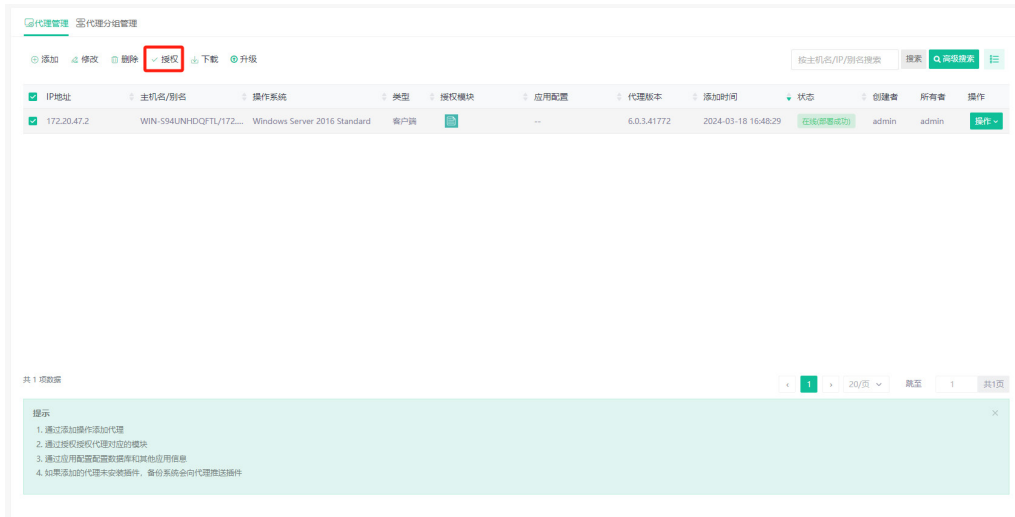 代理管理 代理分组管理
添加 修改 删除 授权 下载 升级 按主机名/IP/别名搜索 搜索 高级搜索
IP地址 主机名/别名 操作系统 类型 授权模块 应用配置 代理版本 添加时间 状态 创建者 所有者 操作
172.20.47.2 WIN-S94UNHDQFTL/172.... Windows Server 2016 Standard 客户端 -- 6.0.3.41772 2024-03-18 16:48:29 在线(部署成功) admin admin 操作
共 1 项数据 1 20/页 跳至 1 共1页
提示
1. 通过添加操作添加代理
2. 通过授权授权代理对应的模块
3. 通过应用配置配置数据库和其他应用信息
4. 如果添加的代理未安装插件，备份系统会向代理推送插件